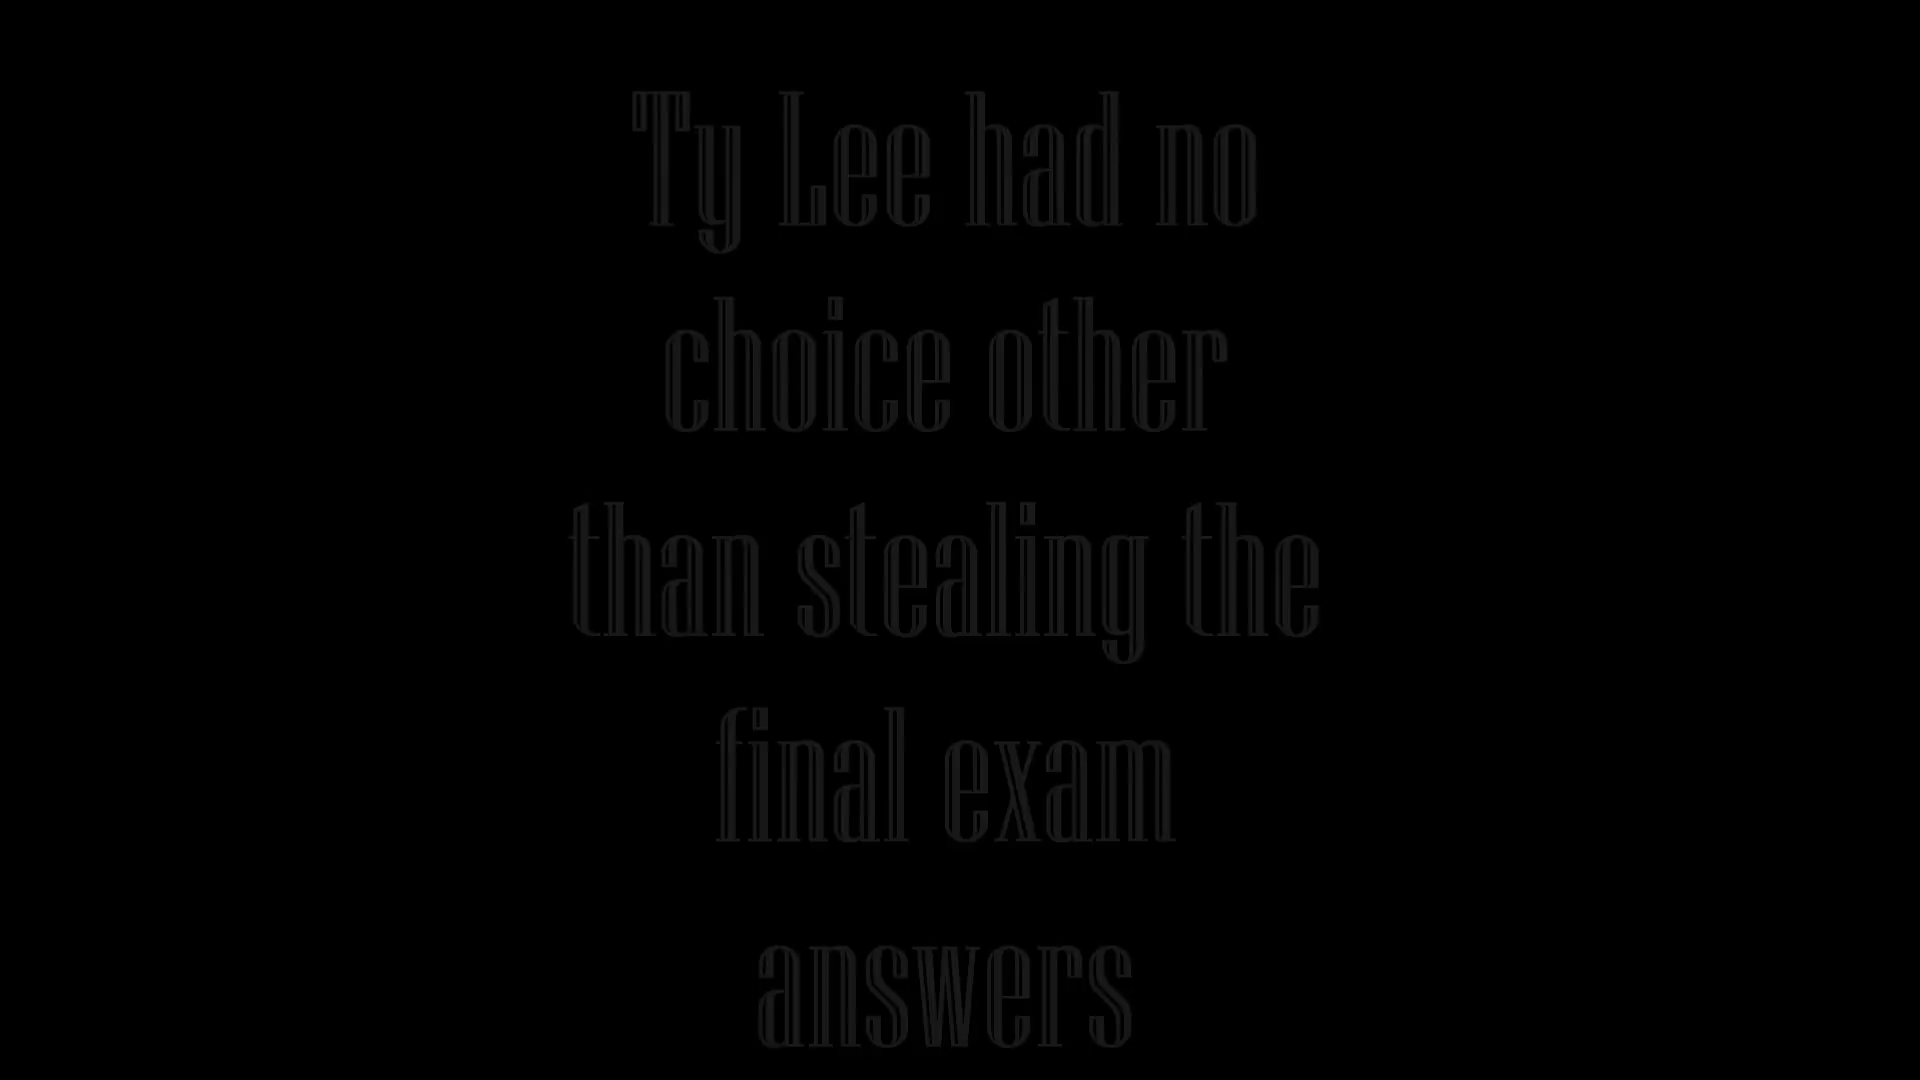 Ty Lee had no
choice other
than stealing the
final exam
answers